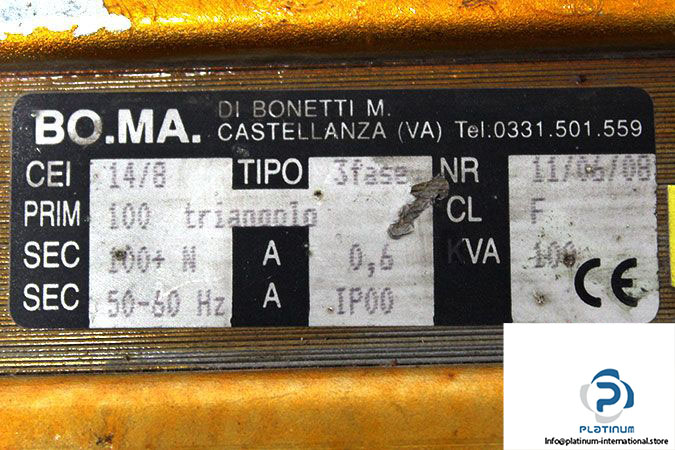 BO.MA. DI BONETTI M.
CASTELLANZA (VA) Tel.0331.501.559
CEI 14/8 TIPO 3fase NR 11/06/08
PRIM 100 triangolo CL F
SEC 100+ N A 0,6 KVA 100
SEC 50-60 Hz A IP00 CE
P
PLATINUM
Info@platinum-international.store